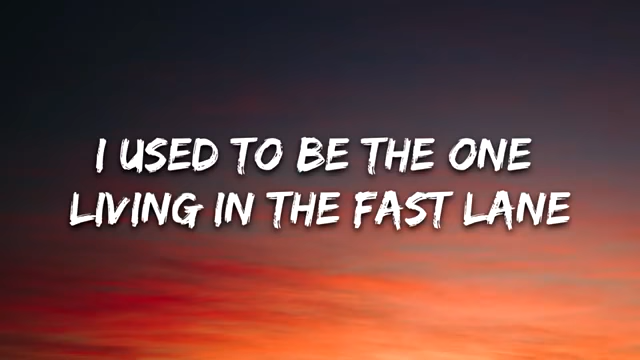 I USED TO BE THE ONE
LIVING IN THE FAST LANE